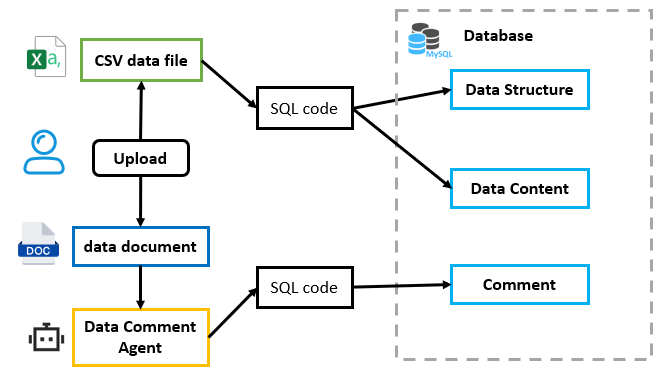 a,
CSV data file
MySQL
Database
SQL code
Data Structure
Upload
Data Content
DOC
data document
SQL code
Comment
Data Comment
Agent